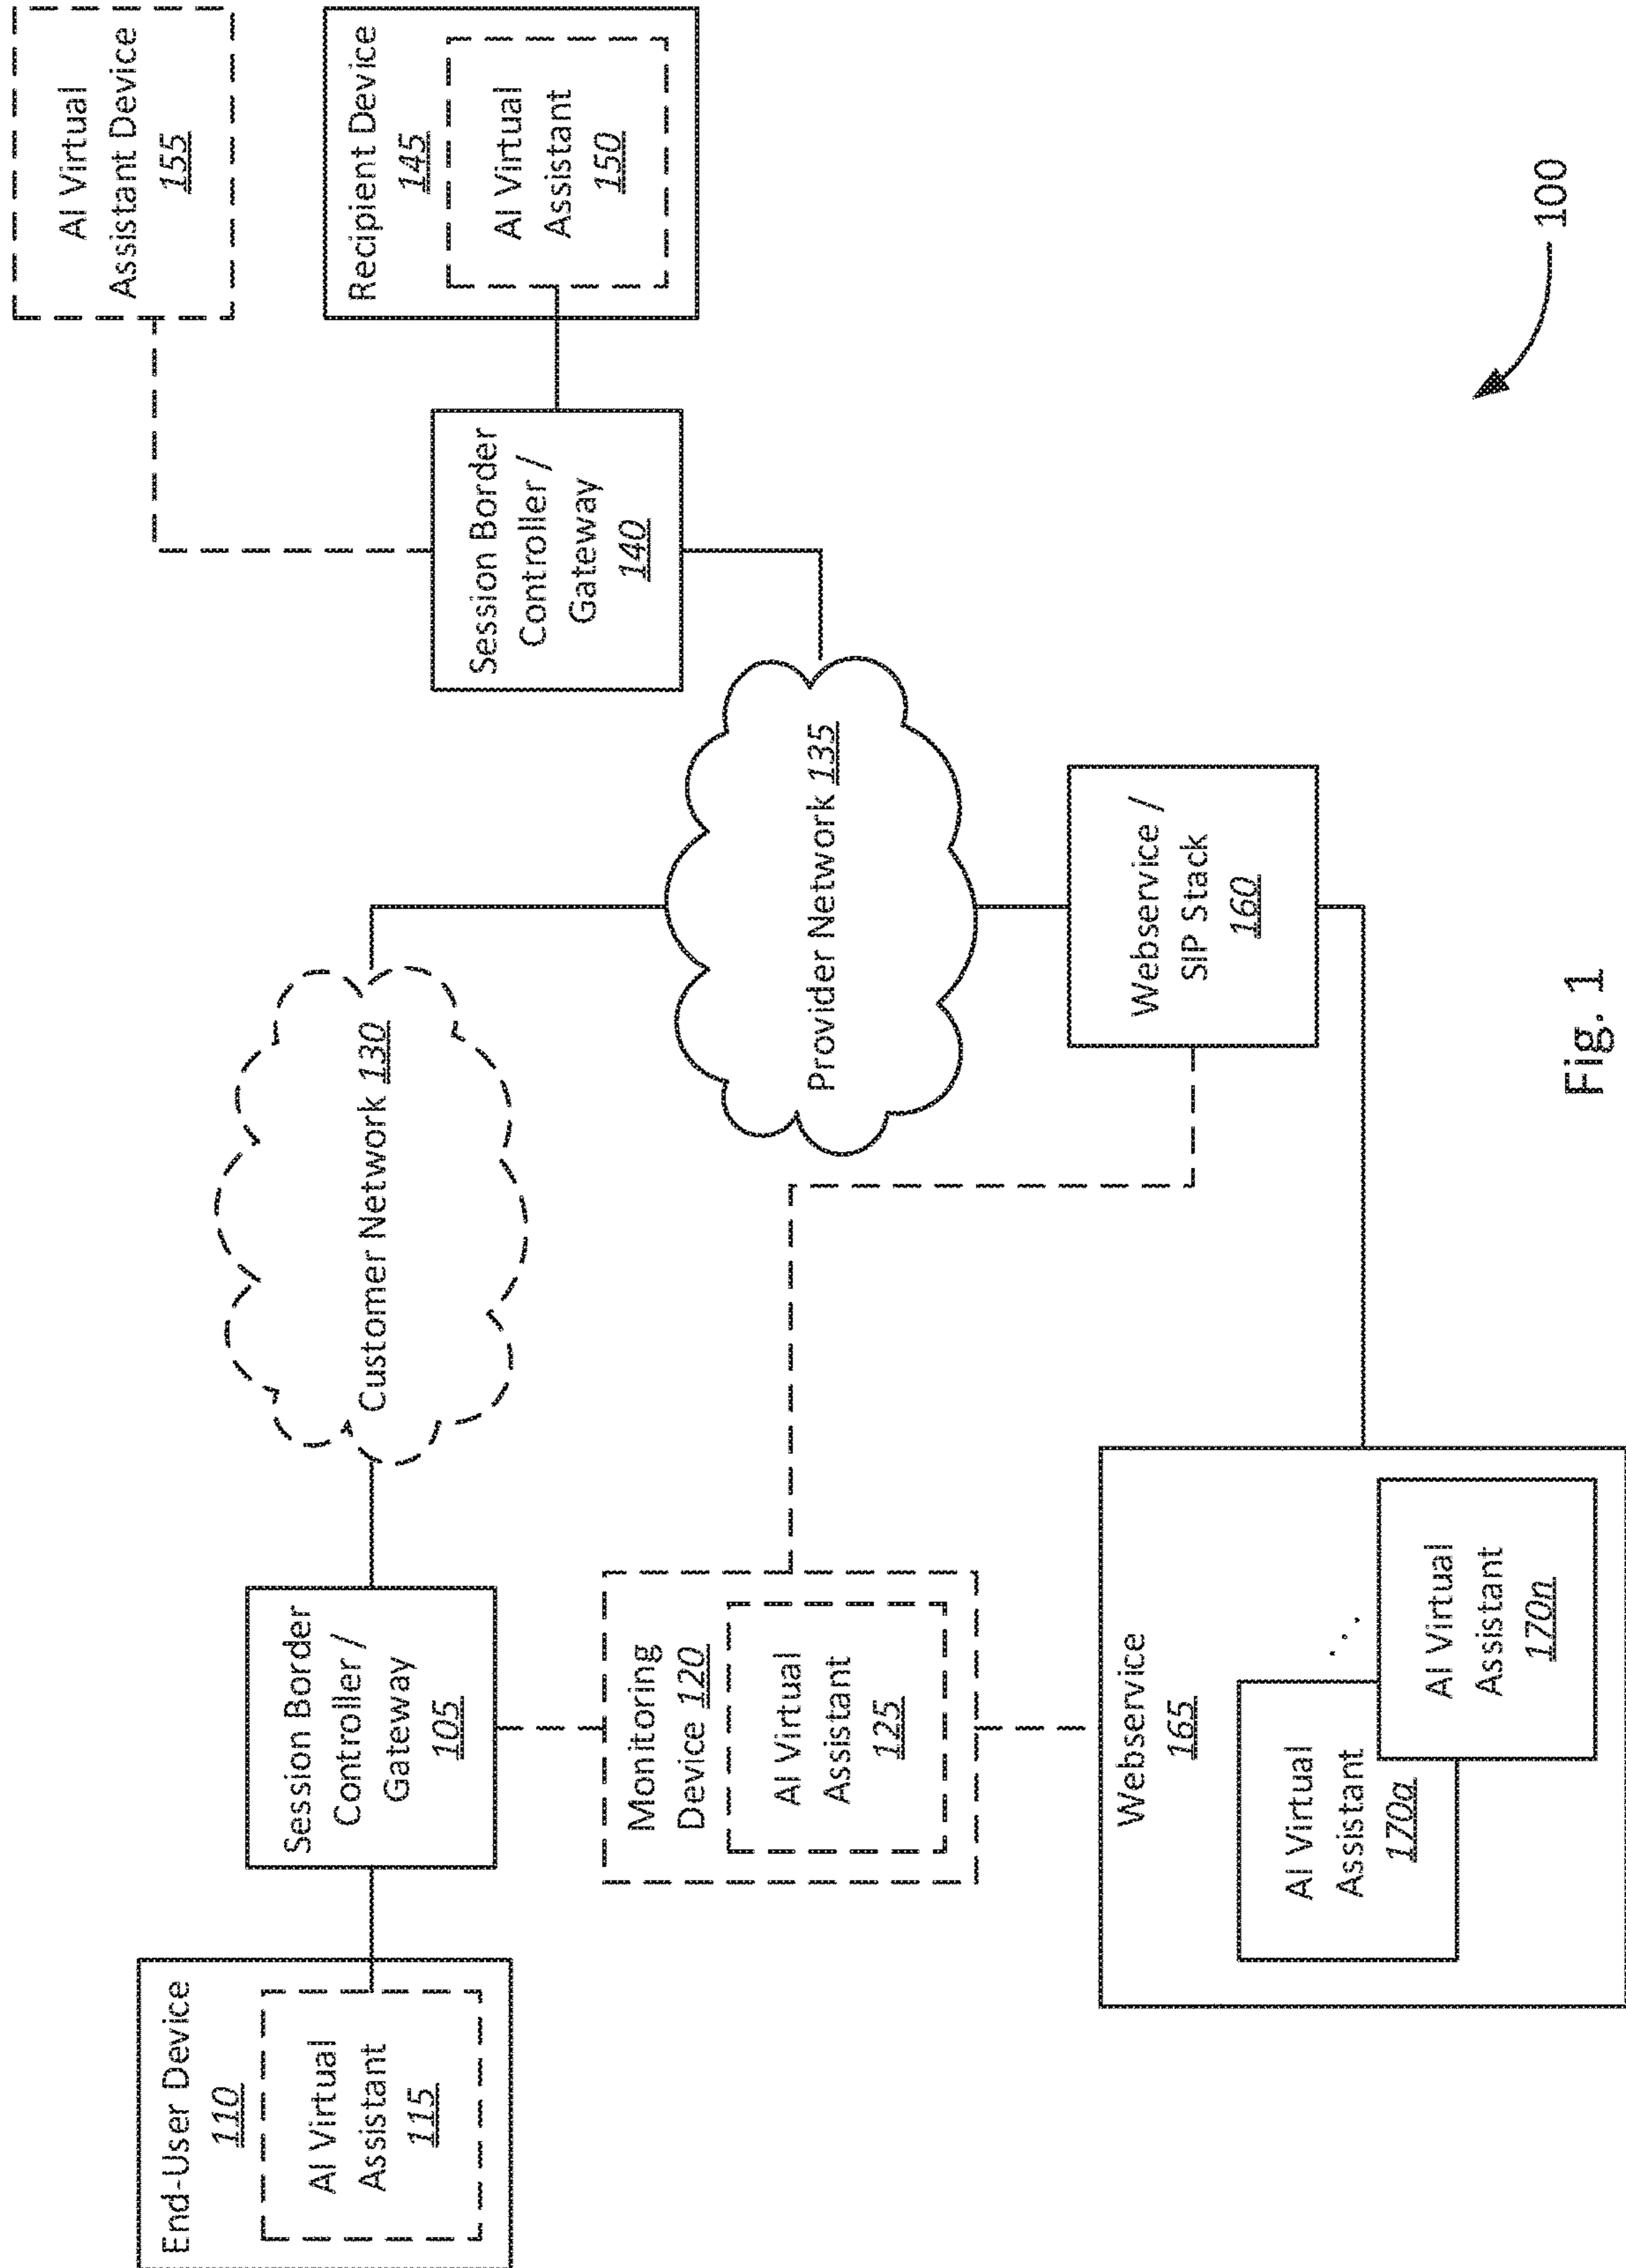 End-User Device
110
AI Virtual
Assistant
115
Session Border
Controller /
Gateway
105
Monitoring
Device 120
AI Virtual
Assistant
125
Customer Network 130
Provider Network 135
Session Border
Controller /
Gateway
140
AI Virtual
Assistant Device
155
Recipient Device
145
AI Virtual
Assistant
150
Webservice /
SIP Stack
160
Webservice
165
AI Virtual
Assistant
170a
. . .
AI Virtual
Assistant
170n
100
Fig. 1